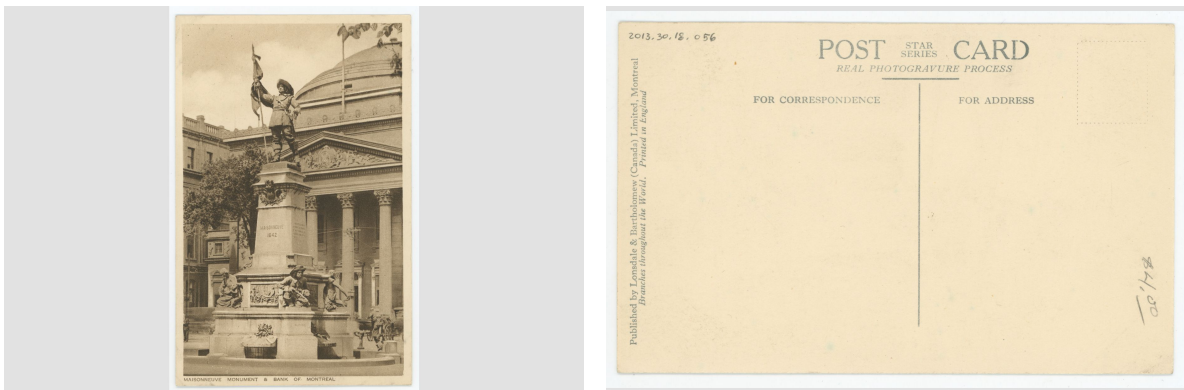 MAISONNEUVE MONUMENT & BANK OF MONTREAL
2013.30.18.056
POST STAR SERIES CARD
REAL PHOTOGRAVURE PROCESS
FOR CORRESPONDENCE
FOR ADDRESS
Published by Lonsdale & Bartholomew (Canada) Limited, Montreal
Branches throughout the World. Printed in England